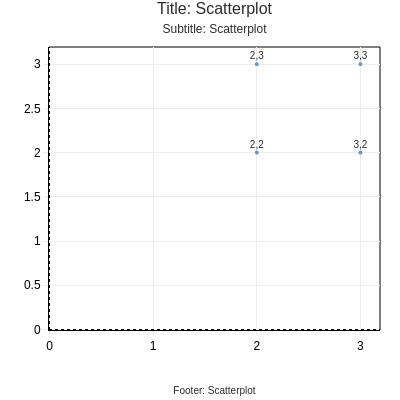 Title: Scatterplot
Subtitle: Scatterplot
3
2,3
3,3
2.5
2
2,2
3,2
1.5
1
0.5
0
0 1 2 3
Footer: Scatterplot